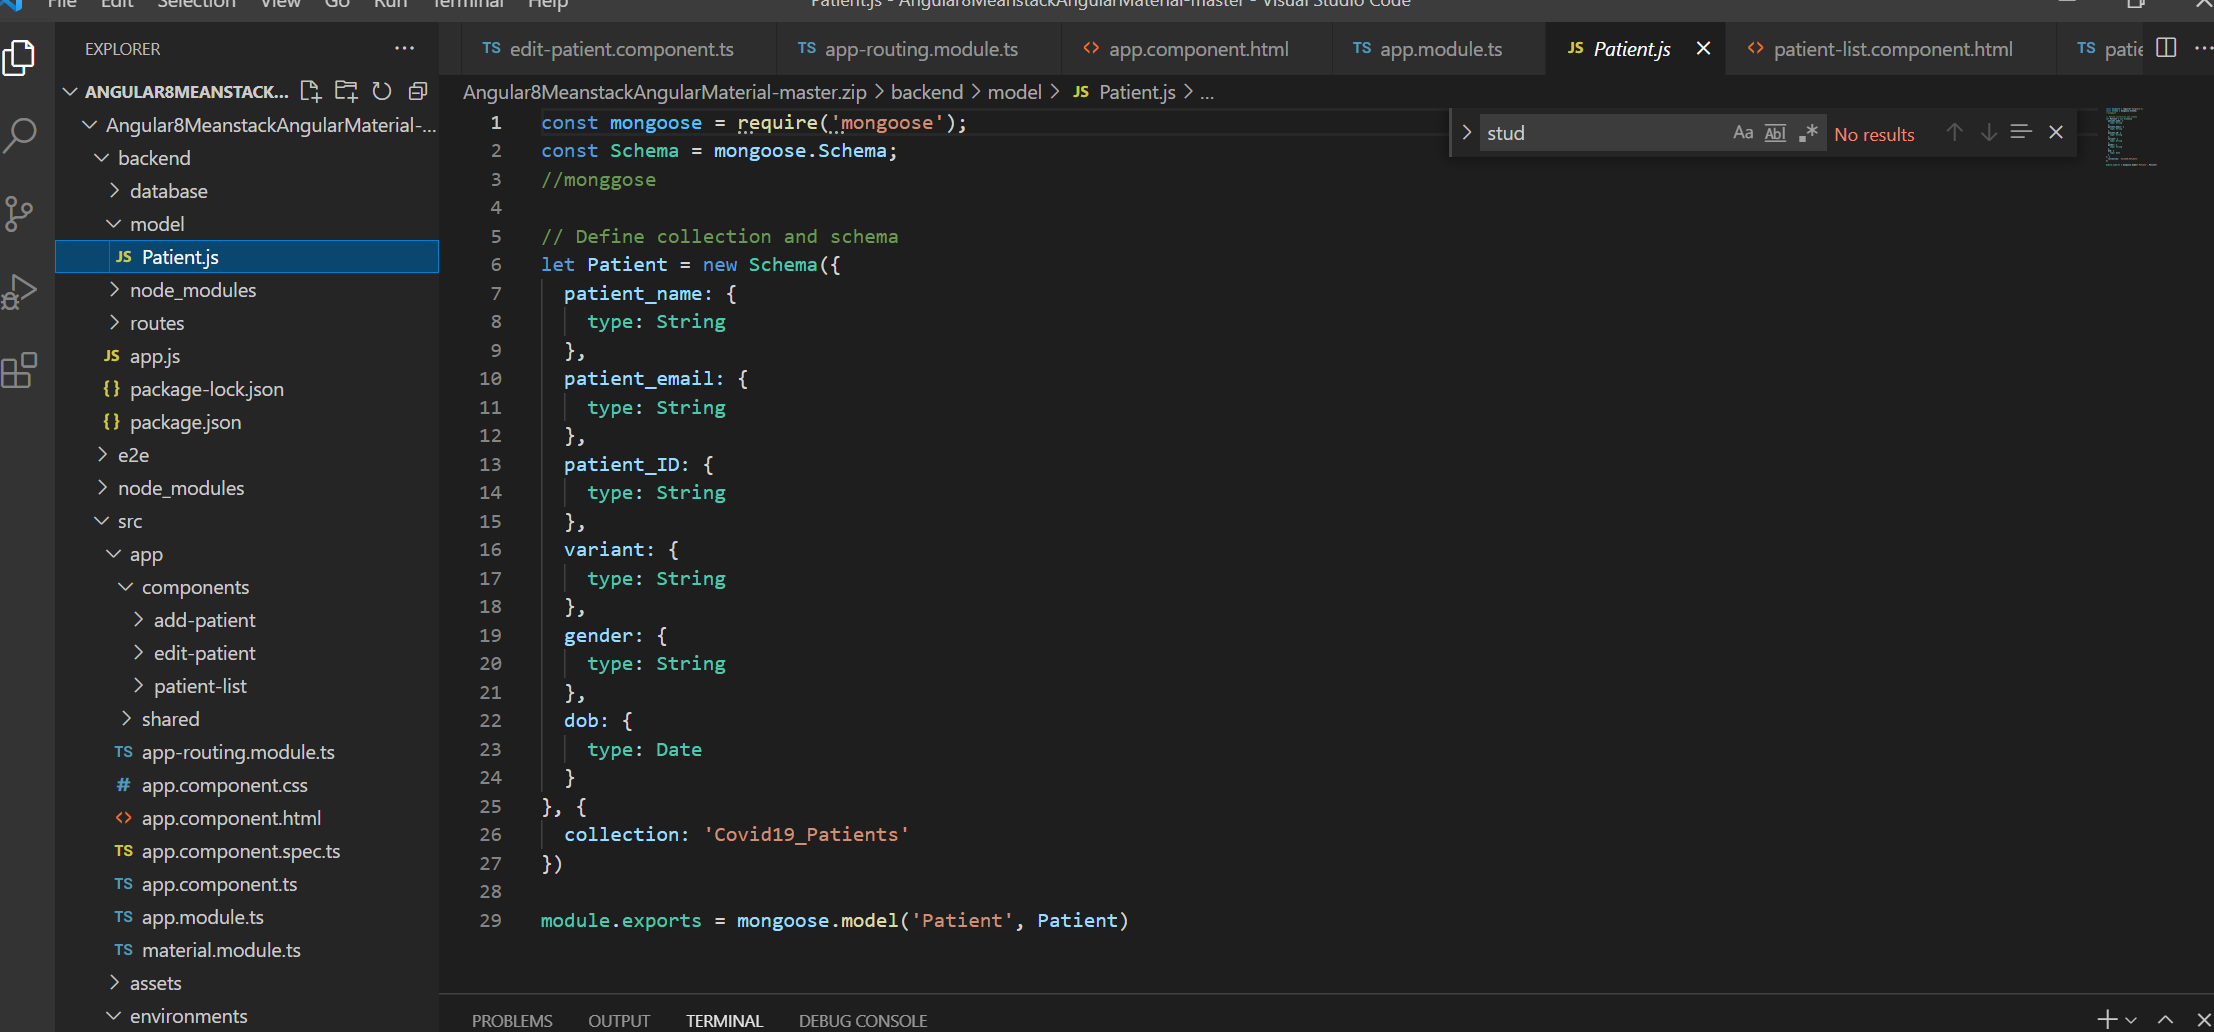 File Edit Selection View Go Run Terminal Help
Patient.js - Angular8MeanstackAngularMaterial-master - Visual Studio Code
EXPLORER
ANGULAR8MEANSTACK...
Angular8MeanstackAngularMaterial-...
backend
database
model
JS Patient.js
node_modules
routes
JS app.js
{} package-lock.json
{} package.json
e2e
node_modules
src
app
components
add-patient
edit-patient
patient-list
shared
TS app-routing.module.ts
# app.component.css
<> app.component.html
TS app.component.spec.ts
TS app.component.ts
TS app.module.ts
TS material.module.ts
assets
environments
TS edit-patient.component.ts
TS app-routing.module.ts
<> app.component.html
TS app.module.ts
JS Patient.js
<> patient-list.component.html
TS patie
Angular8MeanstackAngularMaterial-master.zip > backend > model > JS Patient.js > ...
stud Aa Abl .* No results
1 const mongoose = require('mongoose');
2 const Schema = mongoose.Schema;
3 //monggose
4
5 // Define collection and schema
6 let Patient = new Schema({
7 patient_name: {
8 type: String
9 },
10 patient_email: {
11 type: String
12 },
13 patient_ID: {
14 type: String
15 },
16 variant: {
17 type: String
18 },
19 gender: {
20 type: String
21 },
22 dob: {
23 type: Date
24 }
25 }, {
26 collection: 'Covid19_Patients'
27 })
28
29 module.exports = mongoose.model('Patient', Patient)
PROBLEMS OUTPUT TERMINAL DEBUG CONSOLE